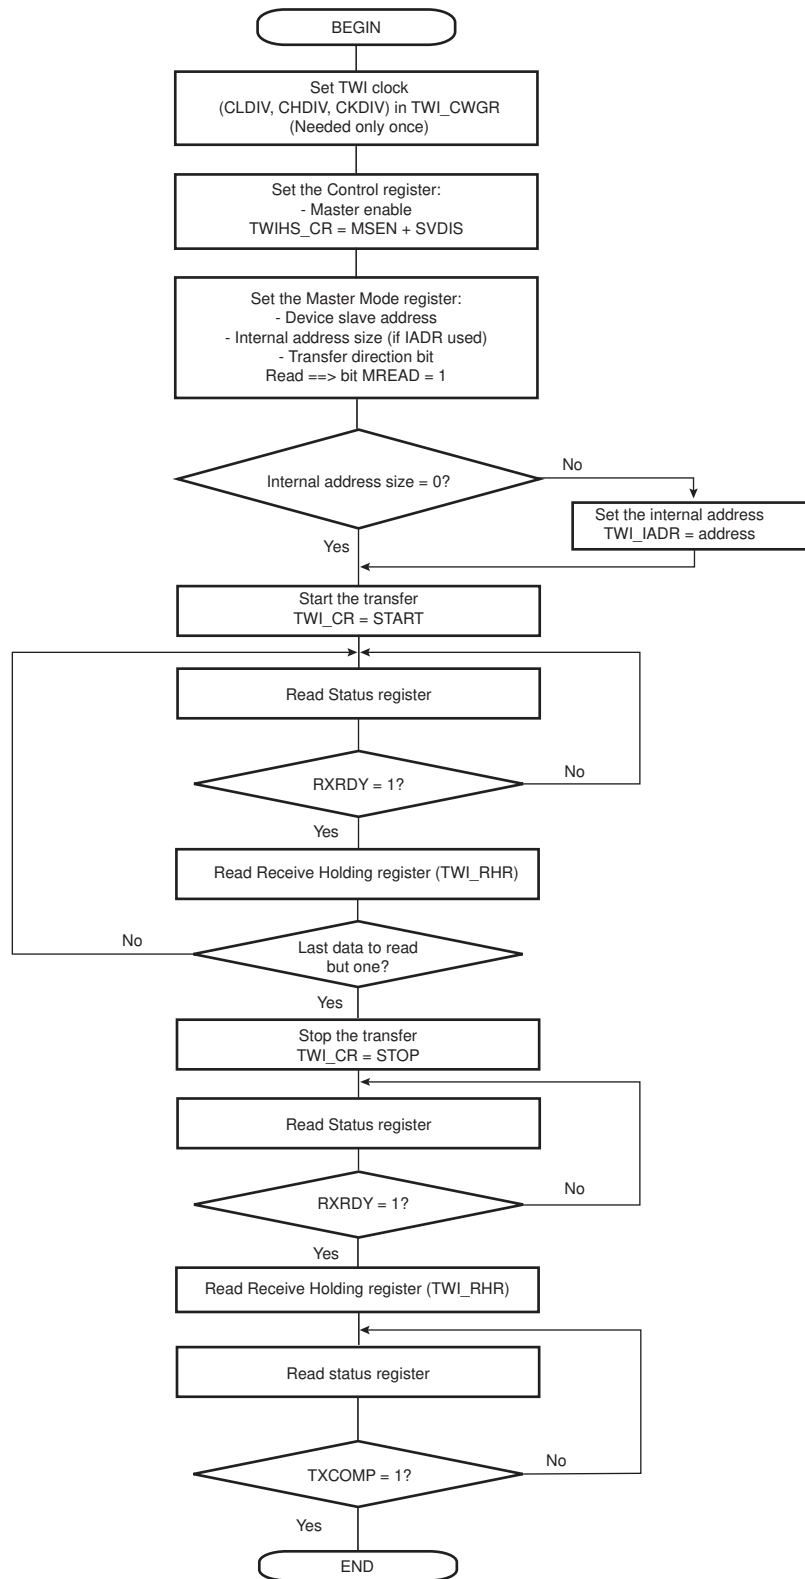 BEGIN
Set TWI clock
(CLDIV, CHDIV, CKDIV) in TWI_CWGR
(Needed only once)
Set the Control register:
- Master enable
TWIHS_CR = MSEN + SVDIS
Set the Master Mode register:
- Device slave address
- Internal address size (if IADR used)
- Transfer direction bit
Read ==> bit MREAD = 1
Internal address size = 0?
No
Set the internal address
TWI_IADR = address
Yes
Start the transfer
TWI_CR = START
Read Status register
RXRDY = 1?
No
Yes
Read Receive Holding register (TWI_RHR)
No
Last data to read
but one?
Yes
Stop the transfer
TWI_CR = STOP
Read Status register
RXRDY = 1?
No
Yes
Read Receive Holding register (TWI_RHR)
Read status register
TXCOMP = 1?
No
Yes
END